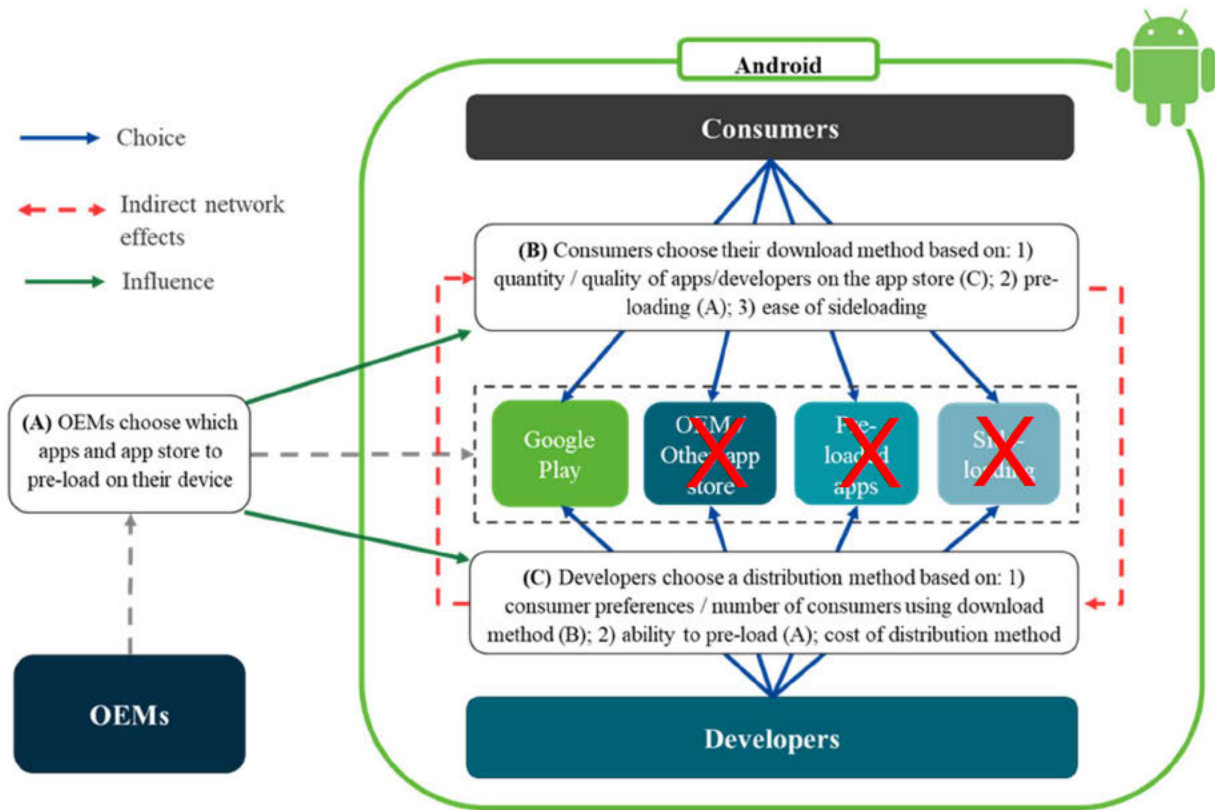 Android
Consumers
Choice
Indirect network
effects
Influence
(B) Consumers choose their download method based on: 1)
quantity / quality of apps/developers on the app store (C); 2) pre-
loading (A); 3) ease of sideloading
(A) OEMs choose which
apps and app store to
pre-load on their device
Google
Play
OEM /
Other app
store
Pre-
loaded
apps
Side-
loading
(C) Developers choose a distribution method based on: 1)
consumer preferences / number of consumers using download
method (B); 2) ability to pre-load (A); cost of distribution method
OEMs
Developers